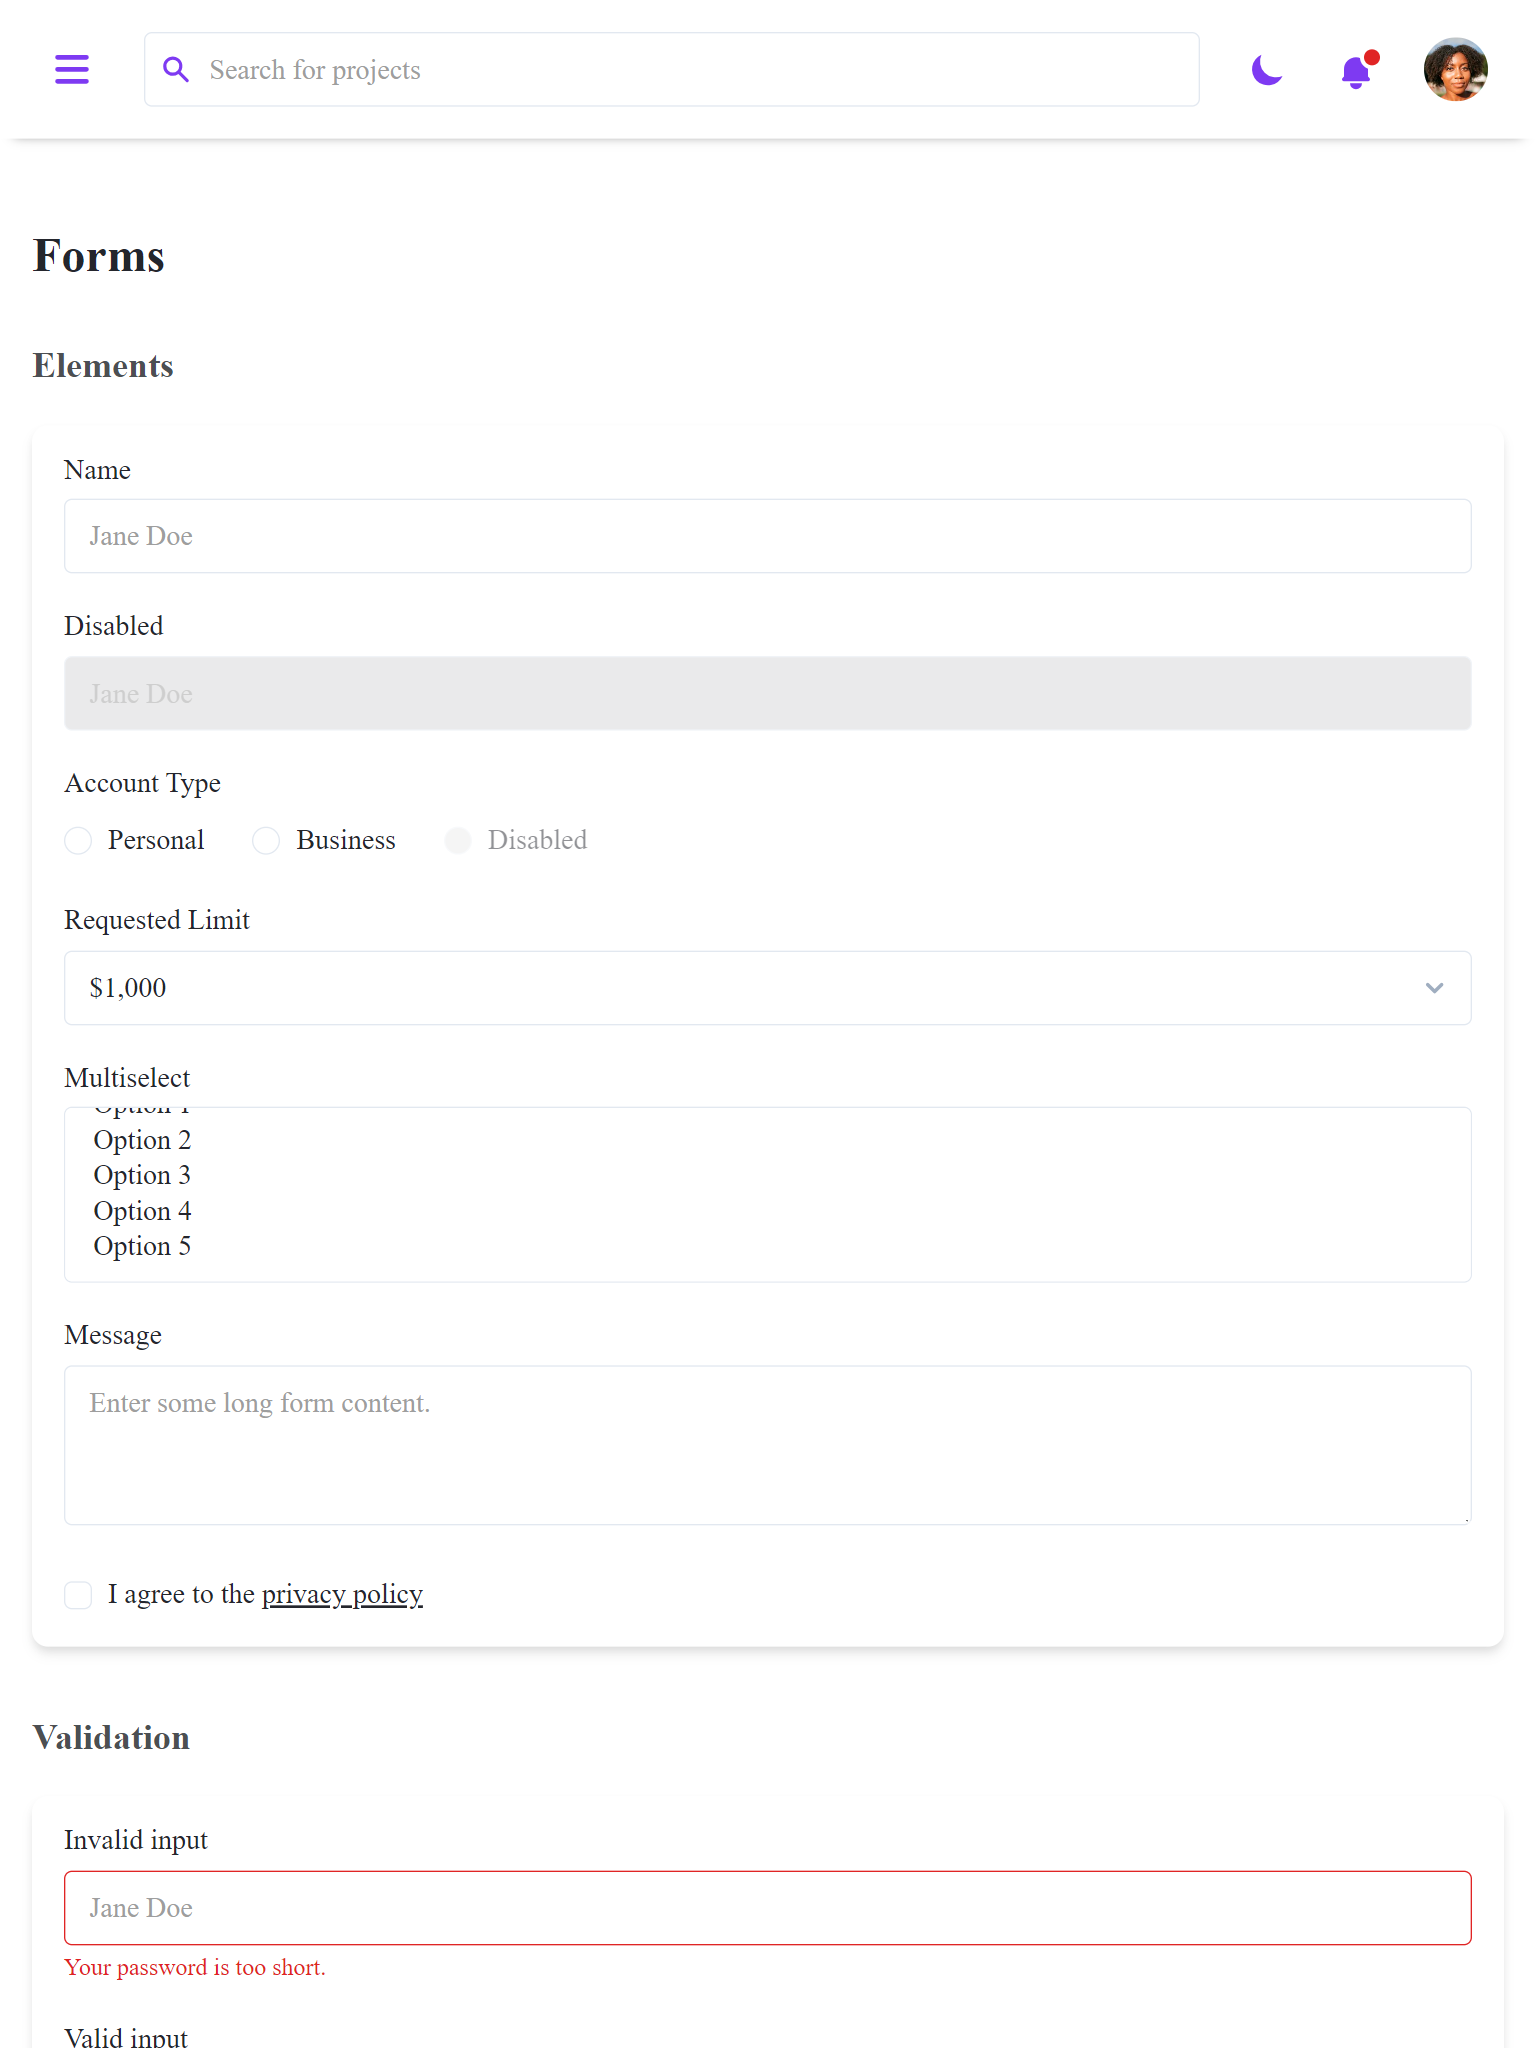 Search for projects
Forms
Elements
Name
Jane Doe
Disabled
Jane Doe
Account Type
Personal Business Disabled
Requested Limit
$1,000
Multiselect
Option 1
Option 2
Option 3
Option 4
Option 5
Message
Enter some long form content.
I agree to the privacy policy
Validation
Invalid input
Jane Doe
Your password is too short.
Valid input